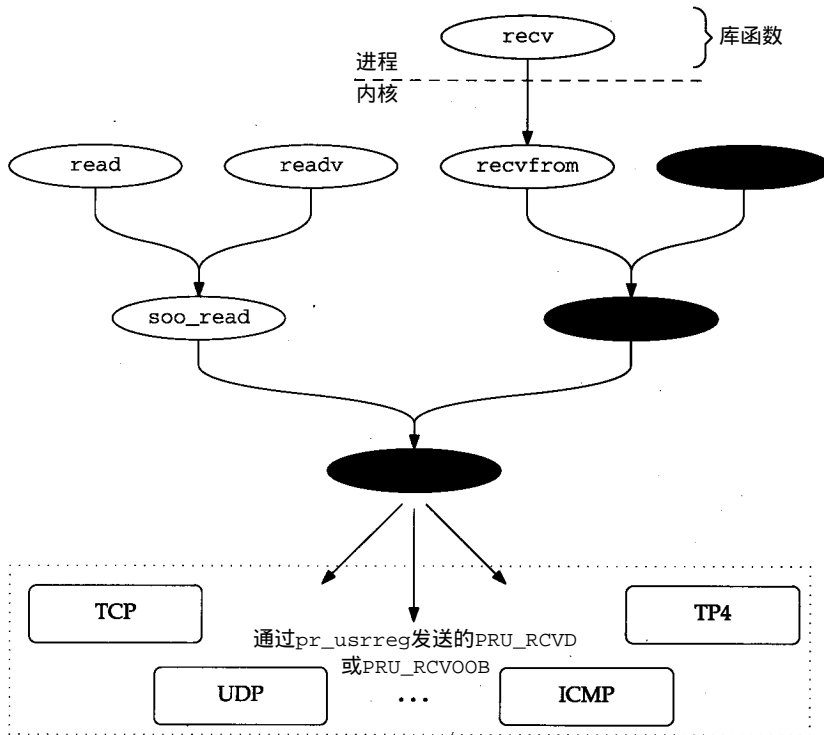 recv
库函数
进程
内核
read
readv
recvfrom
soo_read
TCP
TP4
通过pr_usrreg发送的PRU_RCVD
或PRU_RCVOOB
UDP
...
ICMP